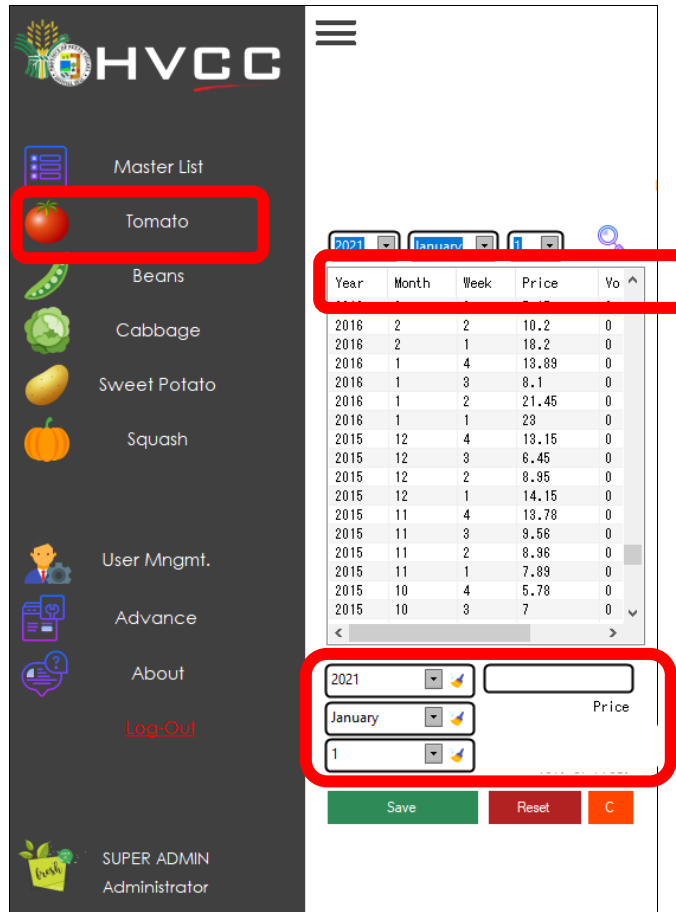 HVCC
Master List
Tomato
Beans
Cabbage
Sweet Potato
Squash
User Mngmt.
Advance
About
Log-Out
SUPER ADMIN
Administrator
2021 January 1
Year Month Week Price Vo
2016 2 2 10.2 0
2016 2 1 18.2 0
2016 1 4 13.89 0
2016 1 3 8.1 0
2016 1 2 21.45 0
2016 1 1 23 0
2015 12 4 13.15 0
2015 12 3 6.45 0
2015 12 2 8.95 0
2015 12 1 14.15 0
2015 11 4 13.78 0
2015 11 3 9.56 0
2015 11 2 8.96 0
2015 11 1 7.89 0
2015 10 4 5.78 0
2015 10 3 7 0
2021
January
1
Price
Save Reset C